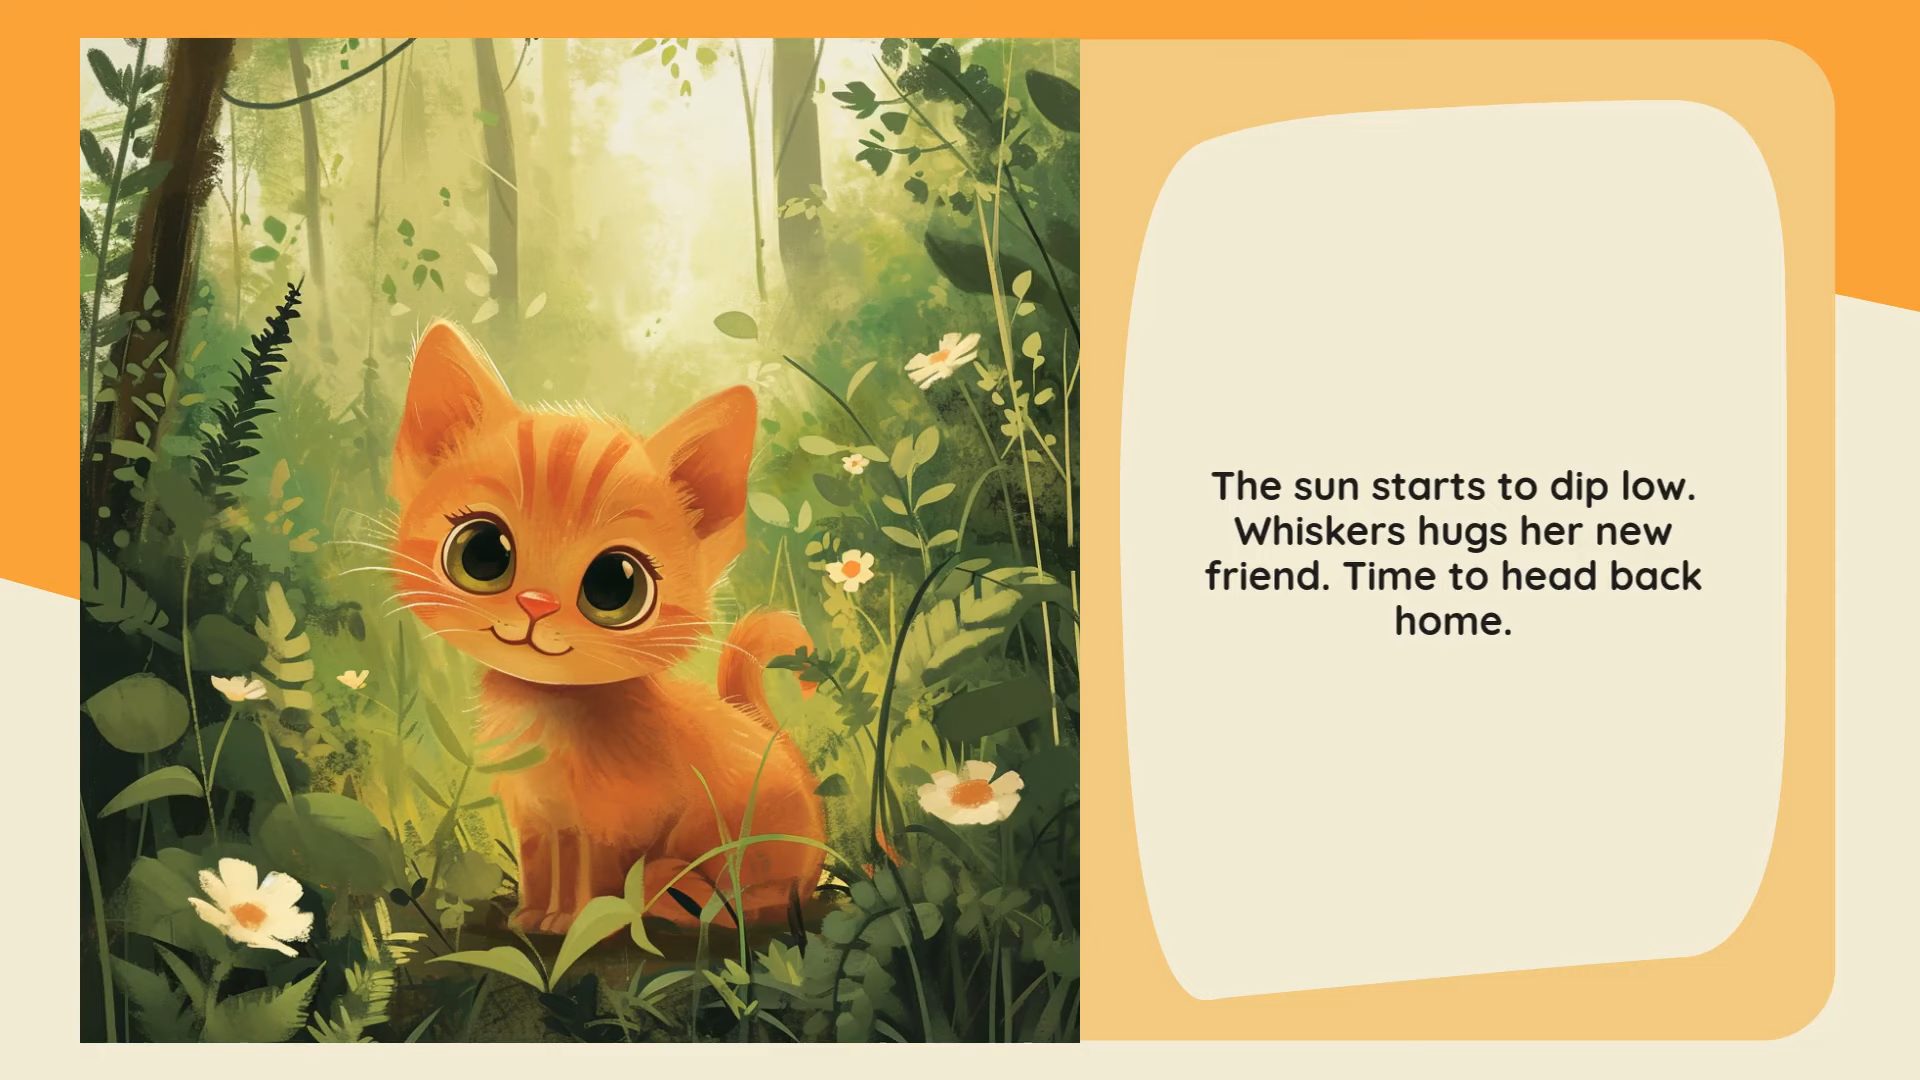 The sun starts to dip low.
Whiskers hugs her new
friend. Time to head back
home.